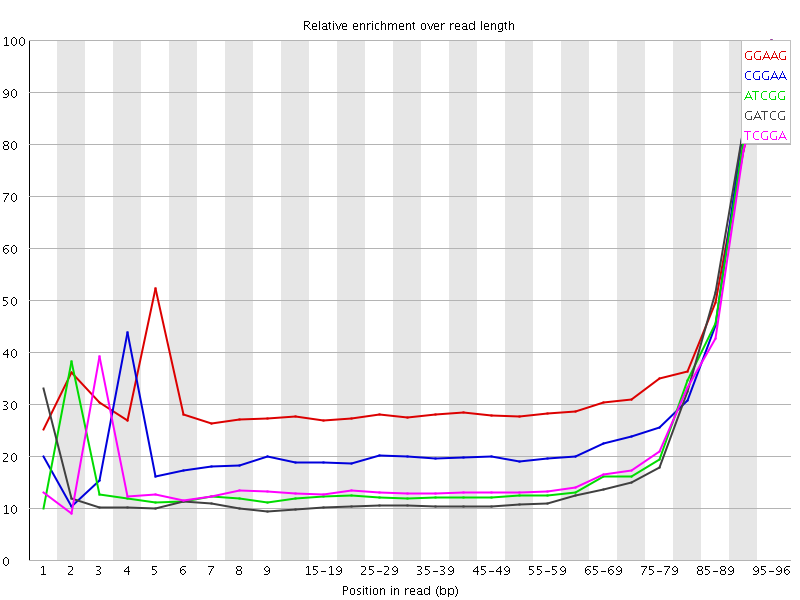 Relative enrichment over read length
100
90
80
70
60
50
40
30
20
10
0
GGAAG
CGGAA
ATCGG
GATCG
TCGGA
1 2 3 4 5 6 7 8 9 15-19 25-29 35-39 45-49 55-59 65-69 75-79 85-89 95-96
Position in read (bp)